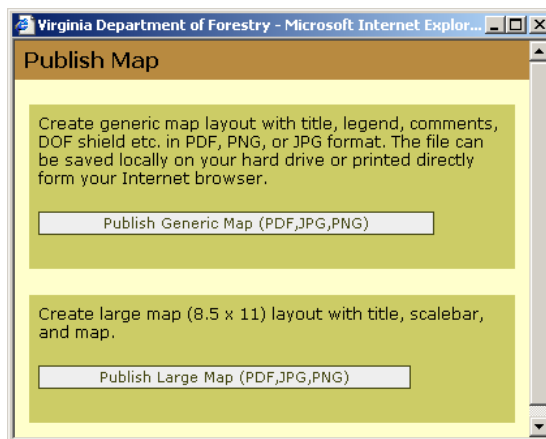 Virginia Department of Forestry - Microsoft Internet Explor...
Publish Map
Create generic map layout with title, legend, comments,
DOF shield etc. in PDF, PNG, or JPG format. The file can
be saved locally on your hard drive or printed directly
form your Internet browser.
Publish Generic Map (PDF,JPG,PNG)
Create large map (8.5 x 11) layout with title, scalebar,
and map.
Publish Large Map (PDF,JPG,PNG)